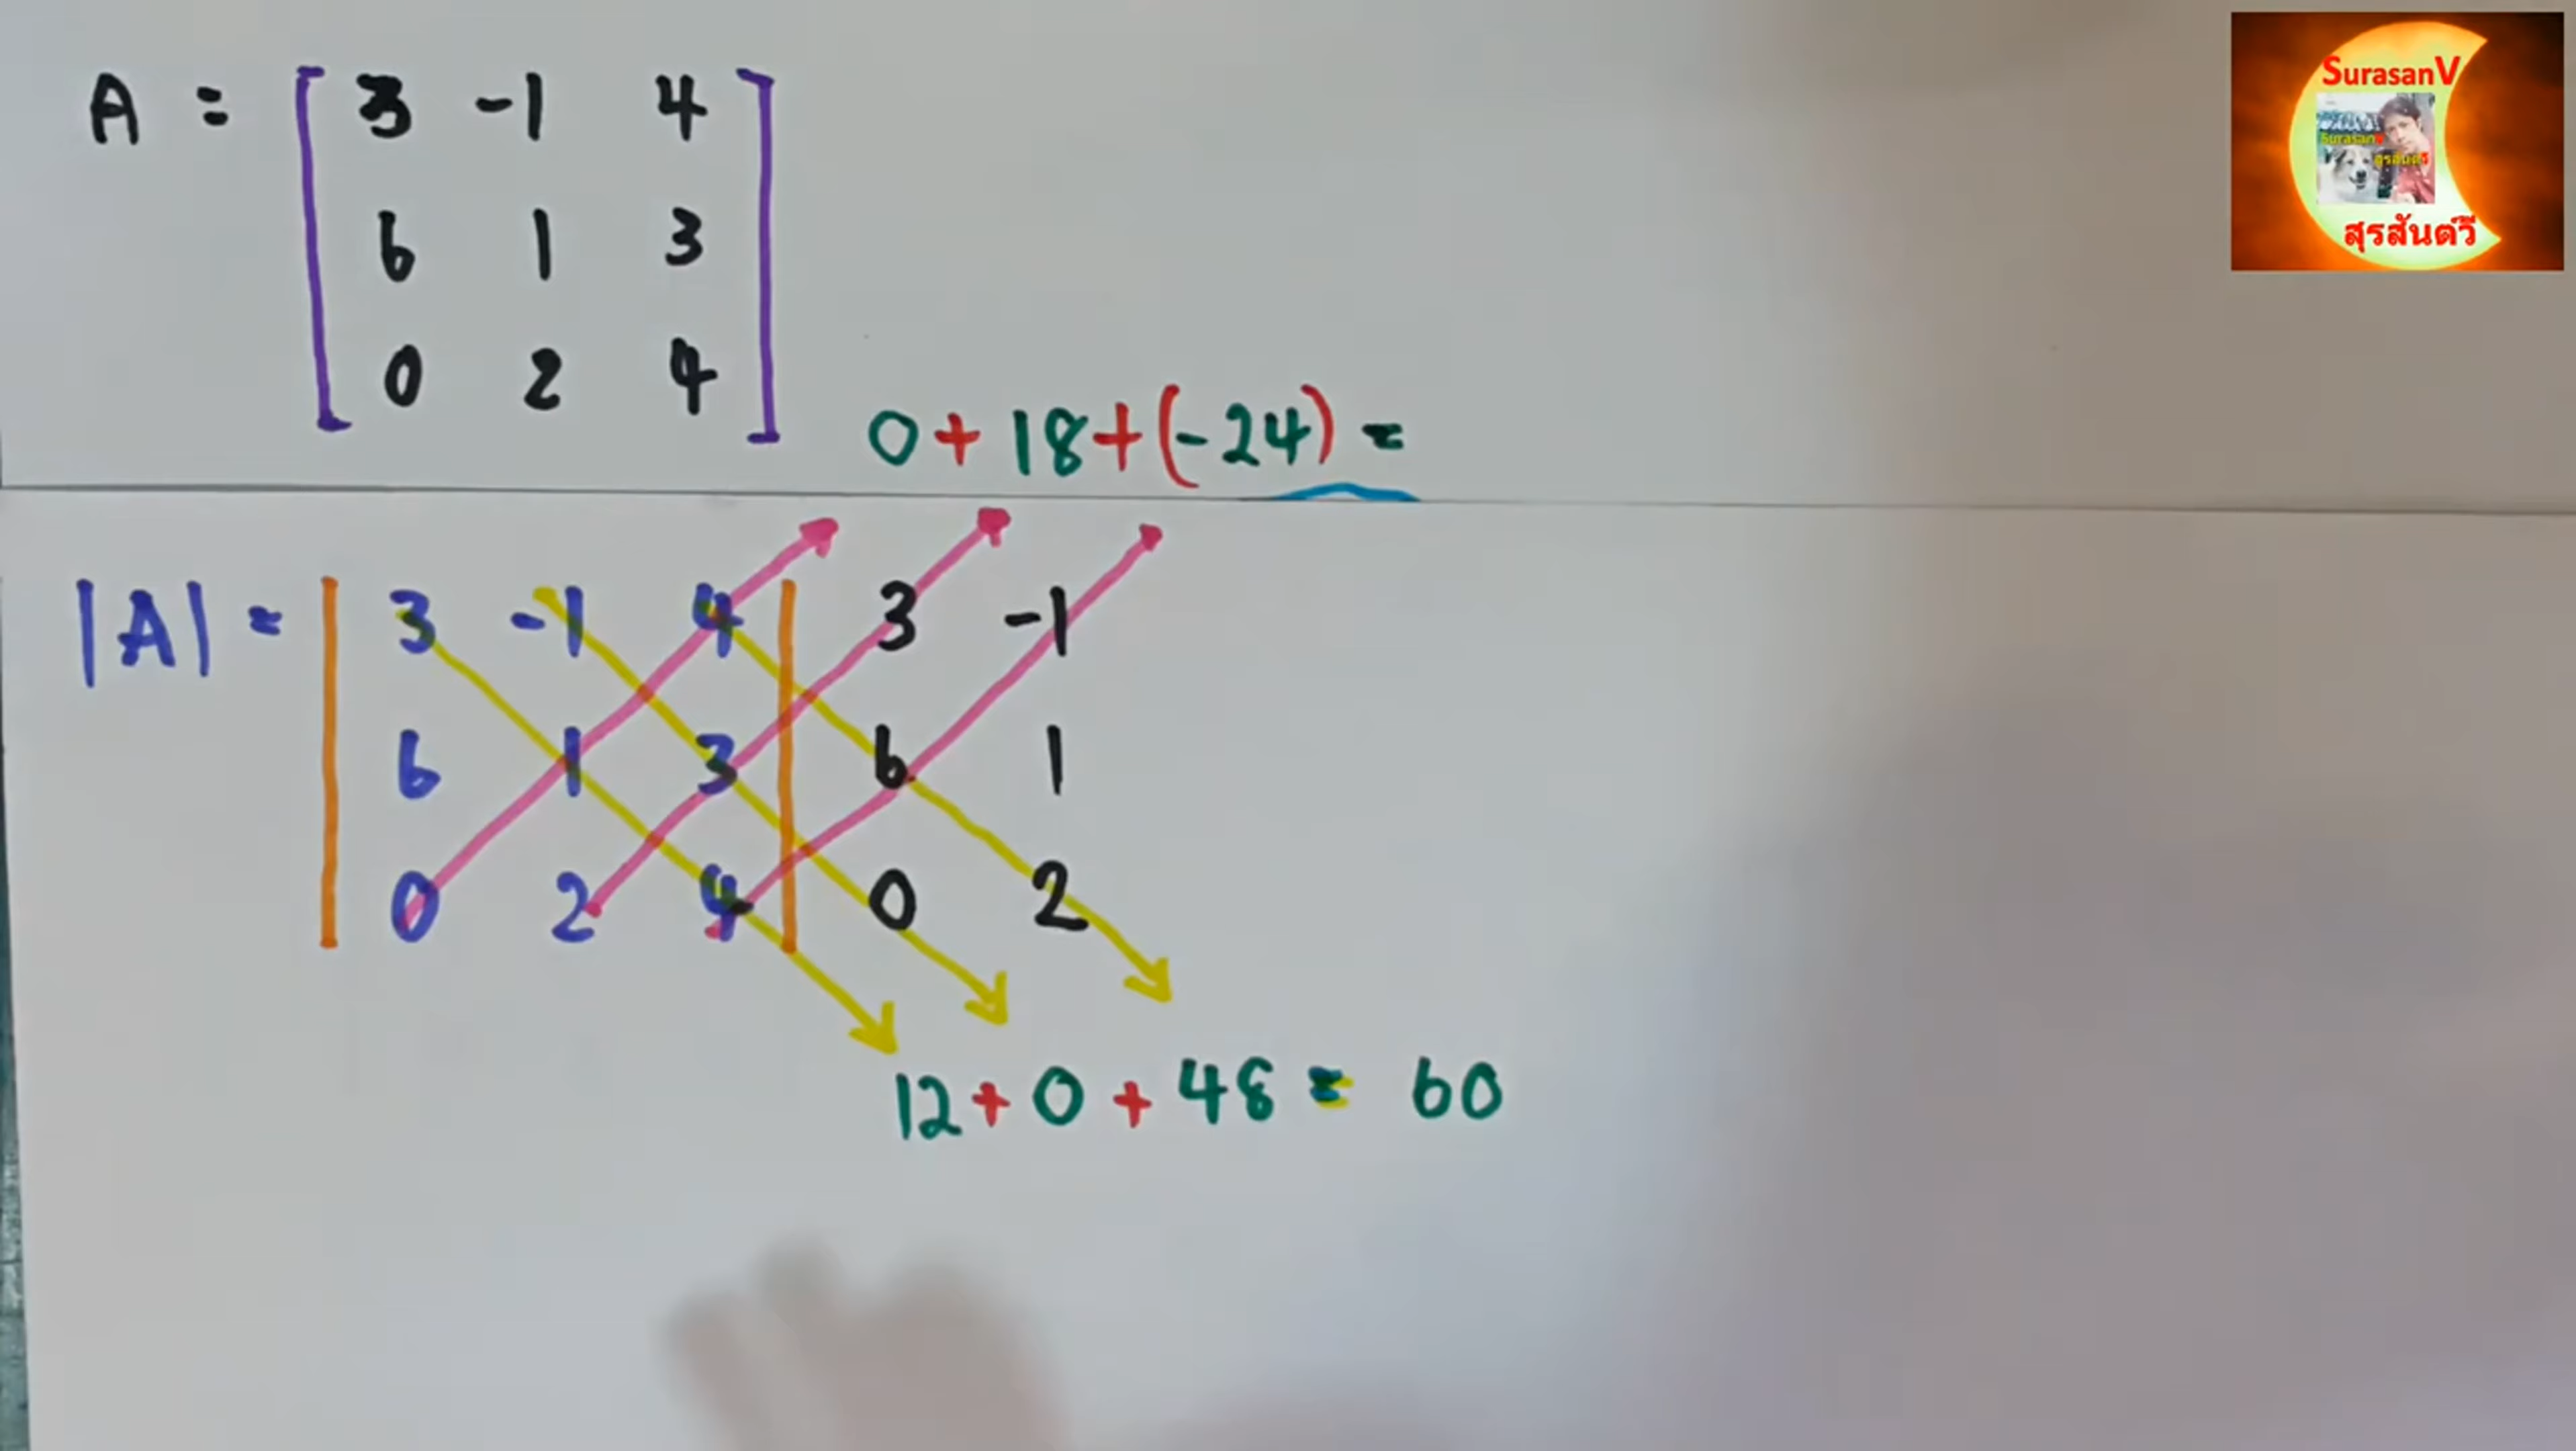 SurasanV
สุรสันต์วี
A = [ 3 -1 4 ]
6 1 3
0 2 4
0 + 18 + (-24) =
|A| = | 3 -1 4 | 3 -1
6 1 3 6 1
0 2 4 0 2
12 + 0 + 48 = 60